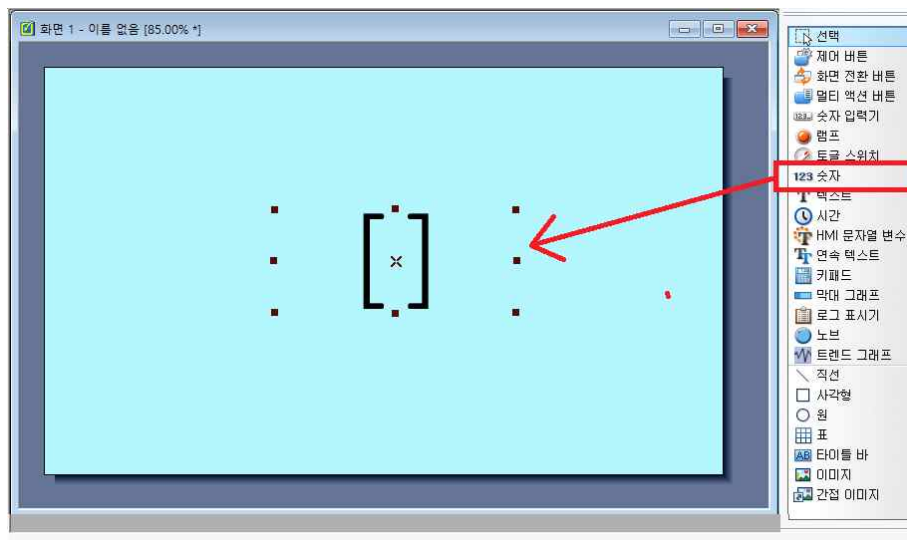 화면 1 - 이름 없음 [85.00% *]
[]
선택
제어 버튼
화면 전환 버튼
멀티 액션 버튼
숫자 입력기
램프
토글 스위치
123 숫자
T 텍스트
시간
HMI 문자열 변수
연속 텍스트
키패드
막대 그래프
로그 표시기
노브
트렌드 그래프
직선
사각형
원
표
AB 타이틀 바
이미지
간접 이미지